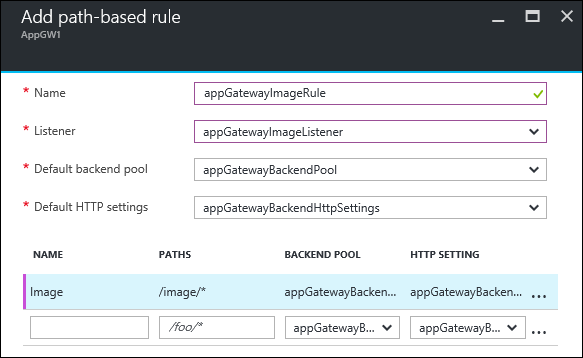 Add path-based rule
AppGW1
* Name appGatewayImageRule
* Listener appGatewayImageListener
* Default backend pool appGatewayBackendPool
* Default HTTP settings appGatewayBackendHttpSettings
NAME PATHS BACKEND POOL HTTP SETTING
Image /image/* appGatewayBacken... appGatewayBacken... ...
/foo/* appGatewayB... appGatewayB... ...